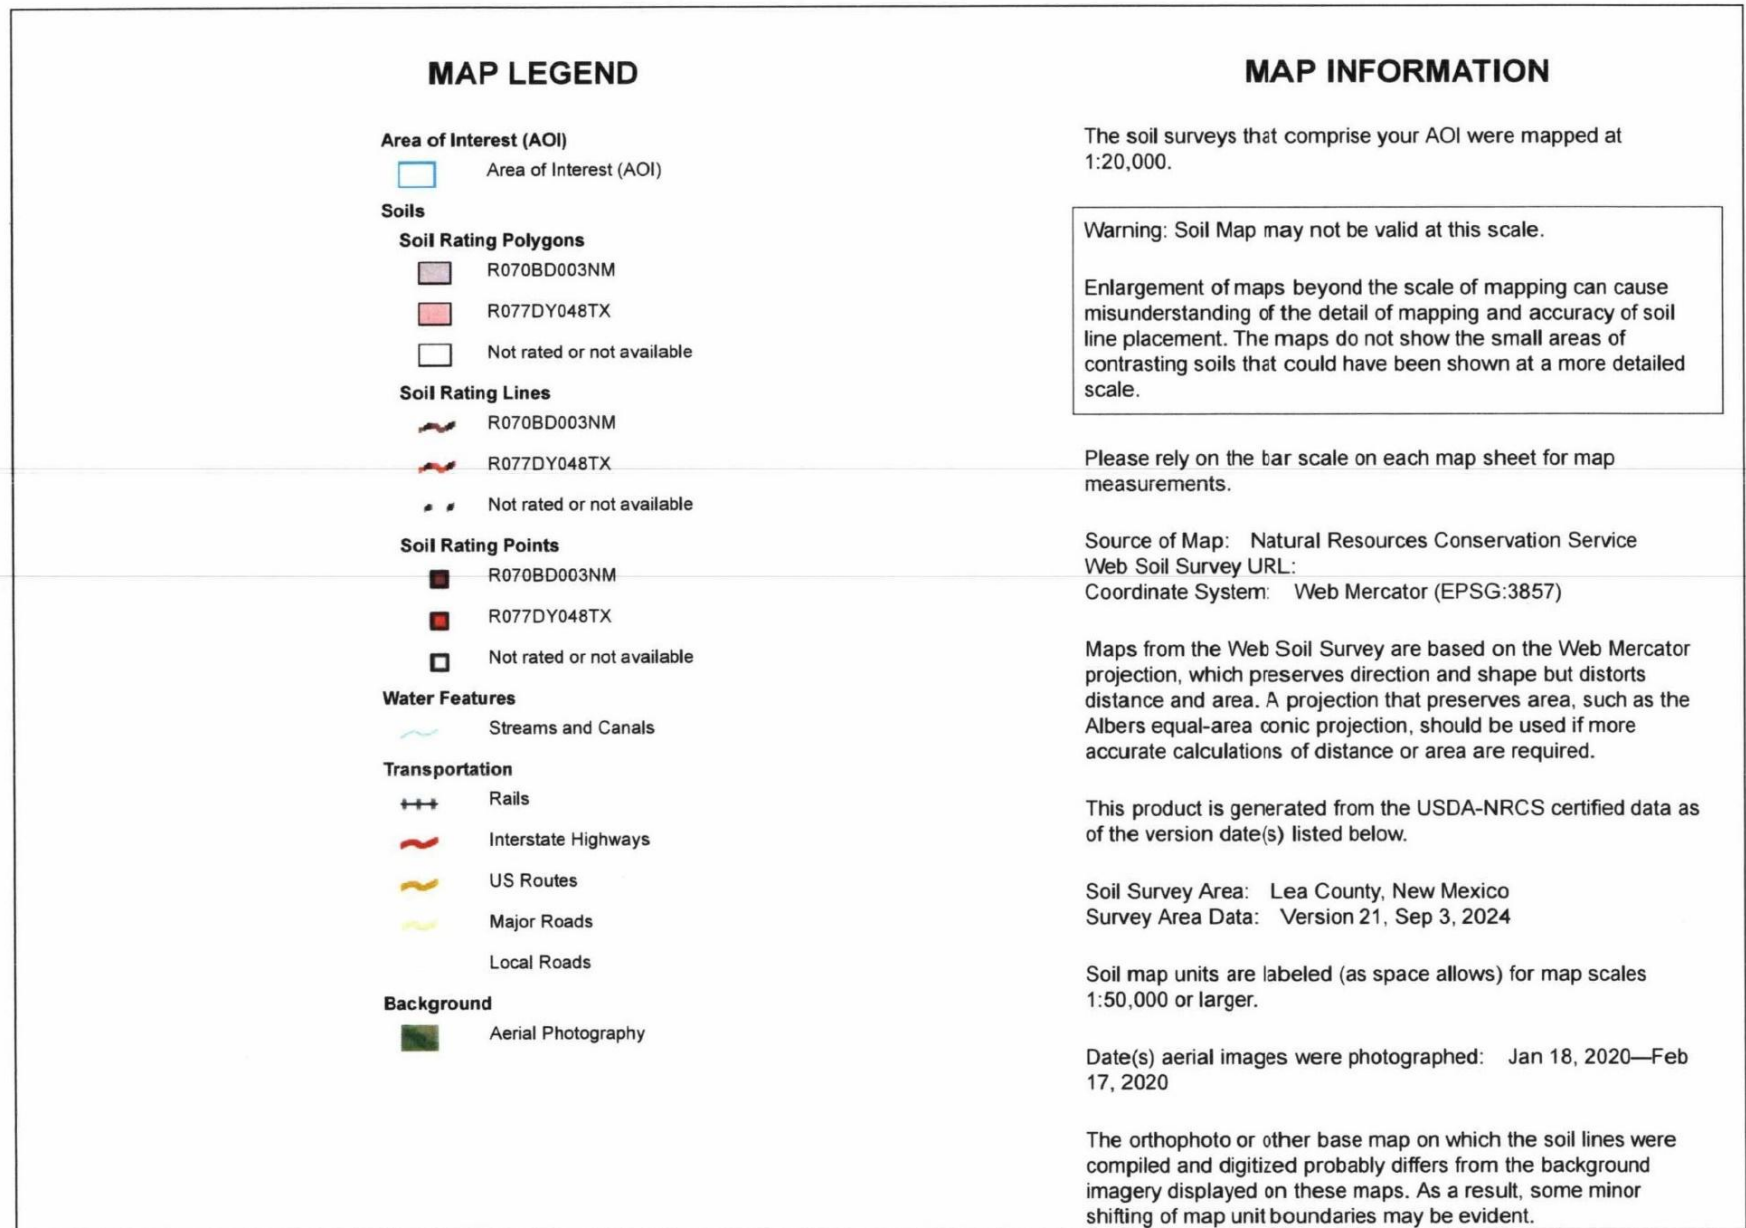 MAP LEGEND
Area of Interest (AOI)
Area of Interest (AOI)
Soils
Soil Rating Polygons
R070BD003NM
R077DY048TX
Not rated or not available
Soil Rating Lines
R070BD003NM
R077DY048TX
Not rated or not available
Soil Rating Points
R070BD003NM
R077DY048TX
Not rated or not available
Water Features
Streams and Canals
Transportation
Rails
Interstate Highways
US Routes
Major Roads
Local Roads
Background
Aerial Photography
MAP INFORMATION
The soil surveys that comprise your AOI were mapped at
1:20,000.
Warning: Soil Map may not be valid at this scale.
Enlargement of maps beyond the scale of mapping can cause
misunderstanding of the detail of mapping and accuracy of soil
line placement. The maps do not show the small areas of
contrasting soils that could have been shown at a more detailed
scale.
Please rely on the bar scale on each map sheet for map
measurements.
Source of Map: Natural Resources Conservation Service
Web Soil Survey URL:
Coordinate System: Web Mercator (EPSG:3857)
Maps from the Web Soil Survey are based on the Web Mercator
projection, which preserves direction and shape but distorts
distance and area. A projection that preserves area, such as the
Albers equal-area conic projection, should be used if more
accurate calculations of distance or area are required.
This product is generated from the USDA-NRCS certified data as
of the version date(s) listed below.
Soil Survey Area: Lea County, New Mexico
Survey Area Data: Version 21, Sep 3, 2024
Soil map units are labeled (as space allows) for map scales
1:50,000 or larger.
Date(s) aerial images were photographed: Jan 18, 2020—Feb
17, 2020
The orthophoto or other base map on which the soil lines were
compiled and digitized probably differs from the background
imagery displayed on these maps. As a result, some minor
shifting of map unit boundaries may be evident.